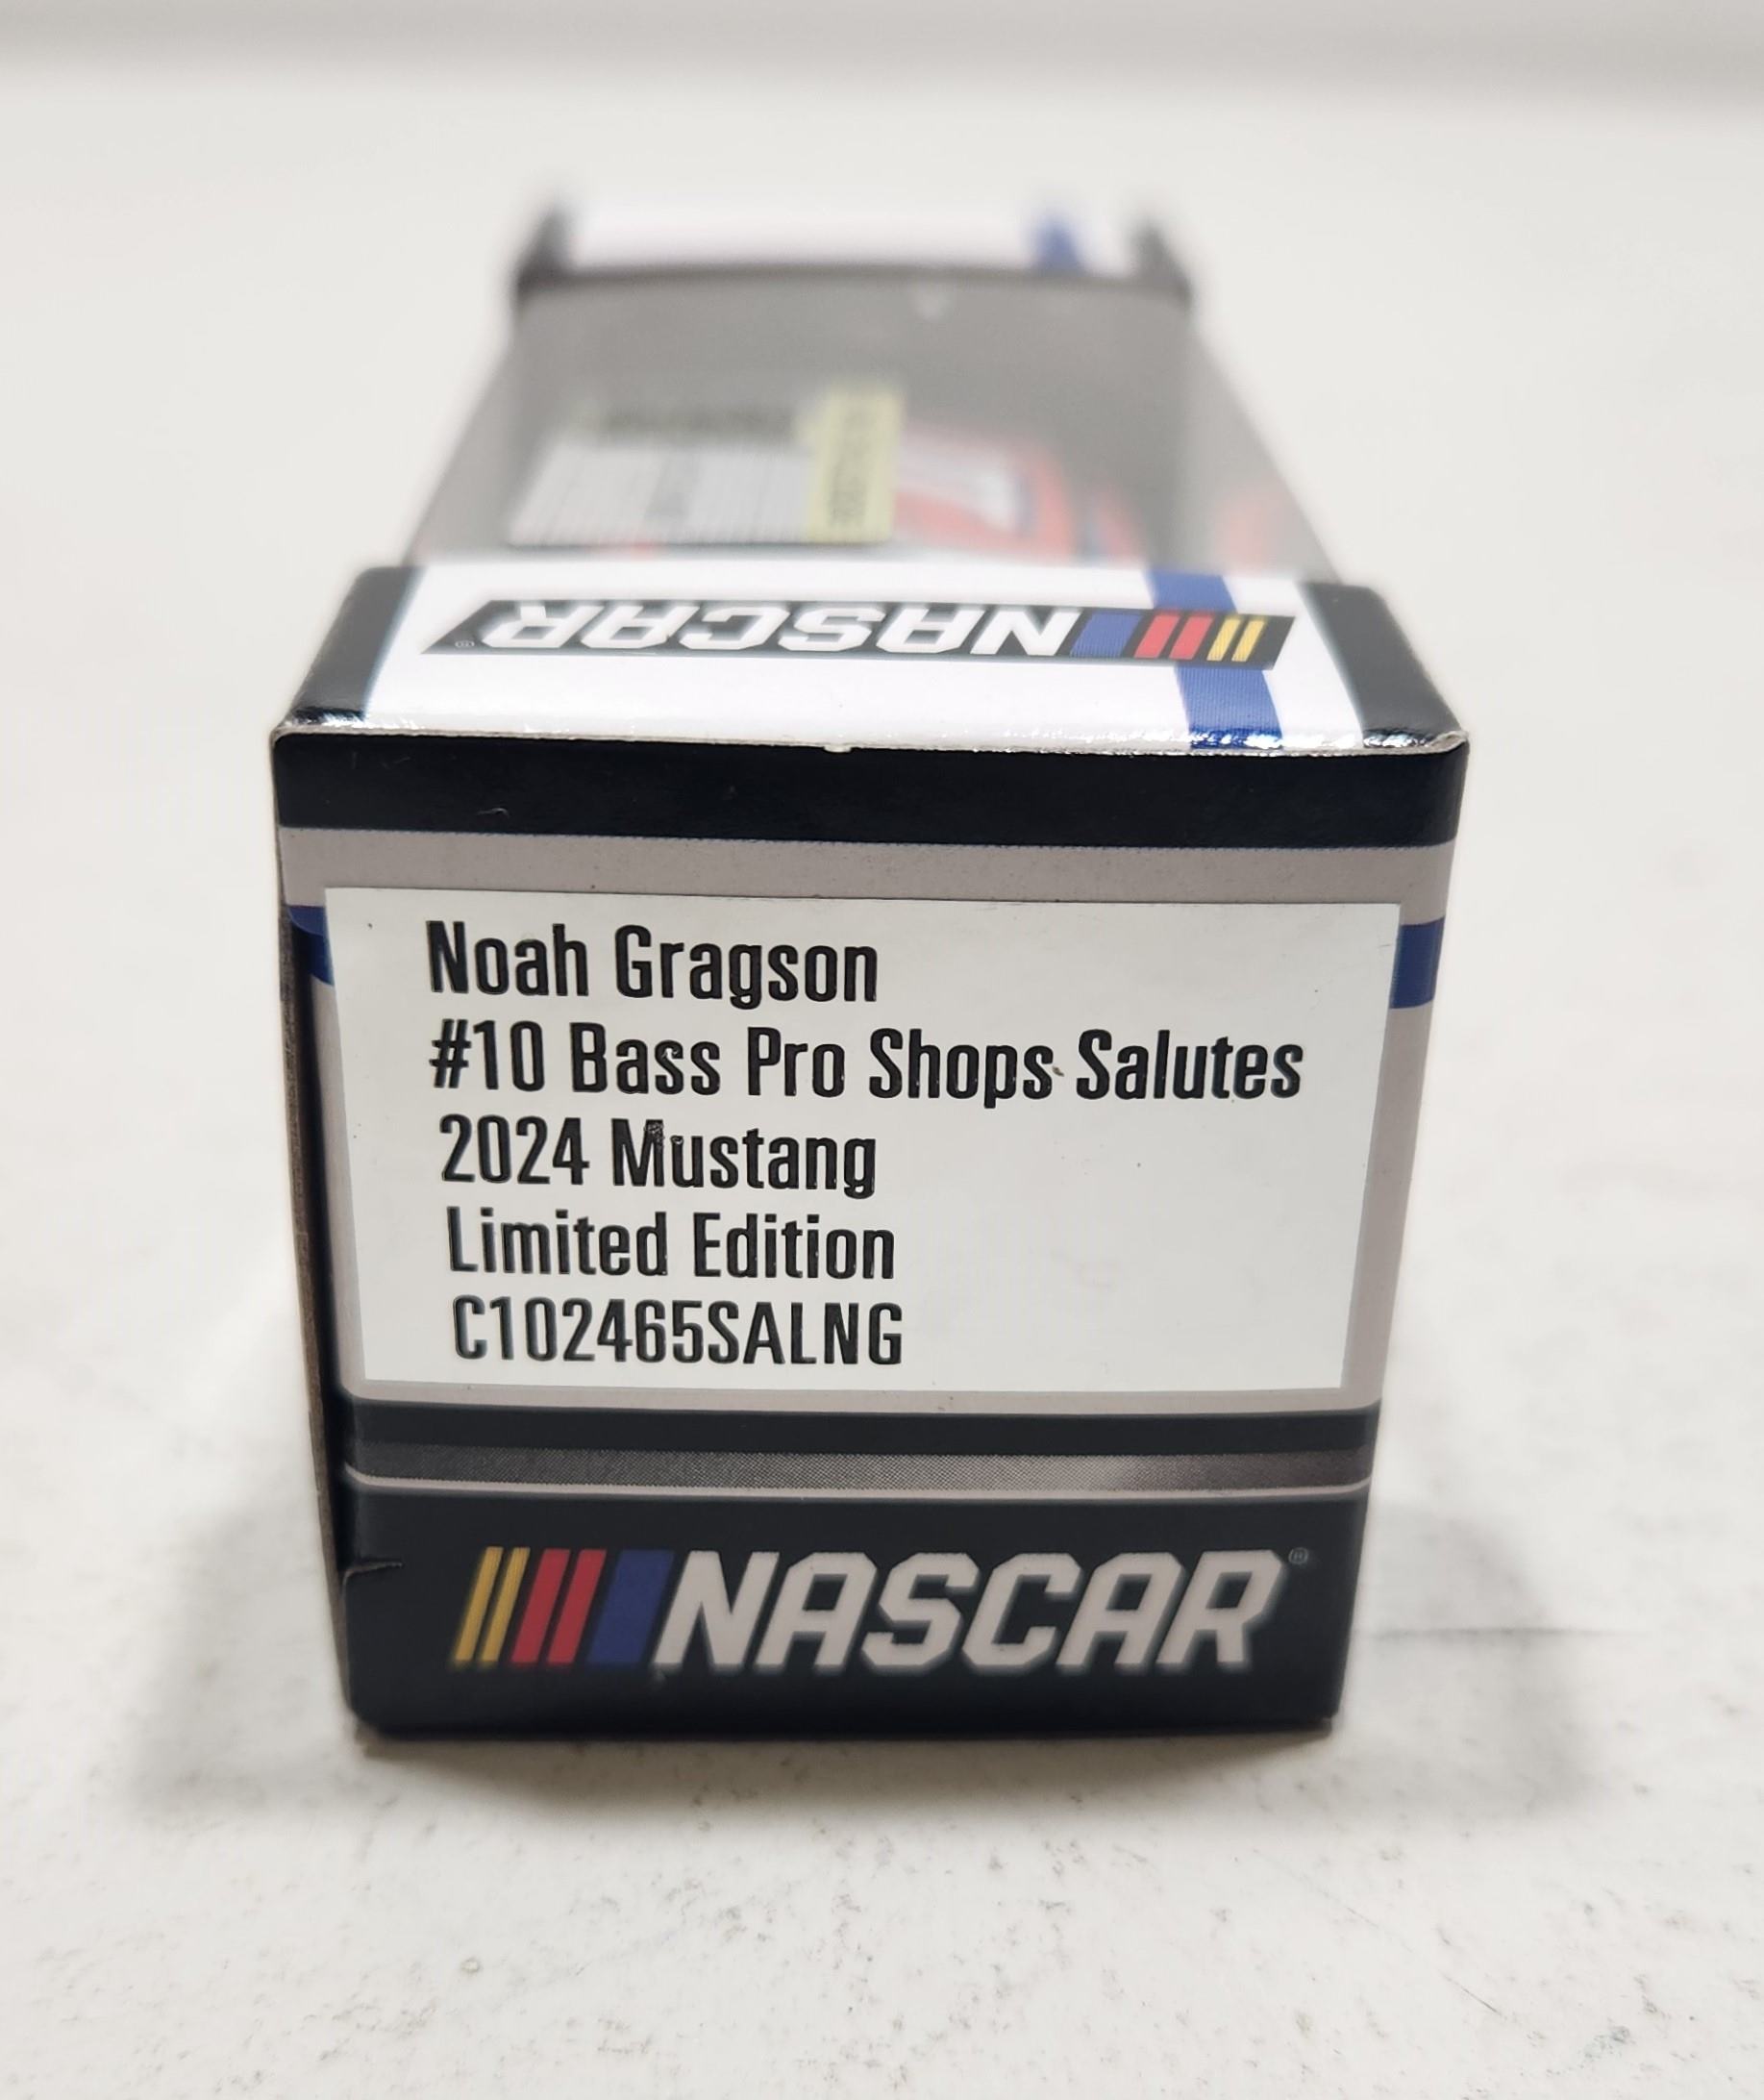 NASCAR
Noah Gragson
#10 Bass Pro Shops Salutes
2024 Mustang
Limited Edition
C102465SALNG
NASCAR®